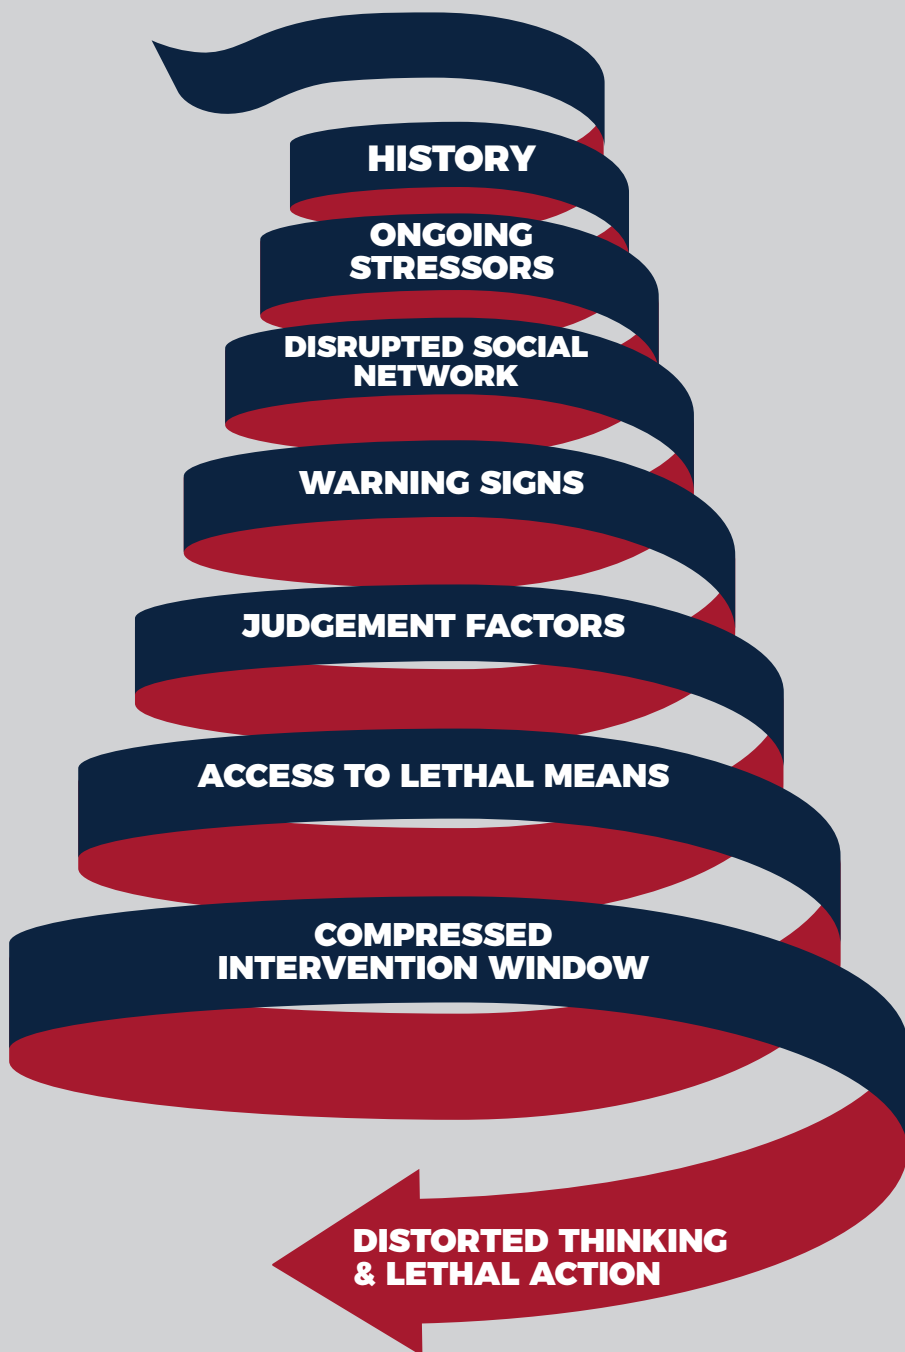 HISTORY
ONGOING
STRESSORS
DISRUPTED SOCIAL
NETWORK
WARNING SIGNS
JUDGEMENT FACTORS
ACCESS TO LETHAL MEANS
COMPRESSED
INTERVENTION WINDOW
DISTORTED THINKING
& LETHAL ACTION